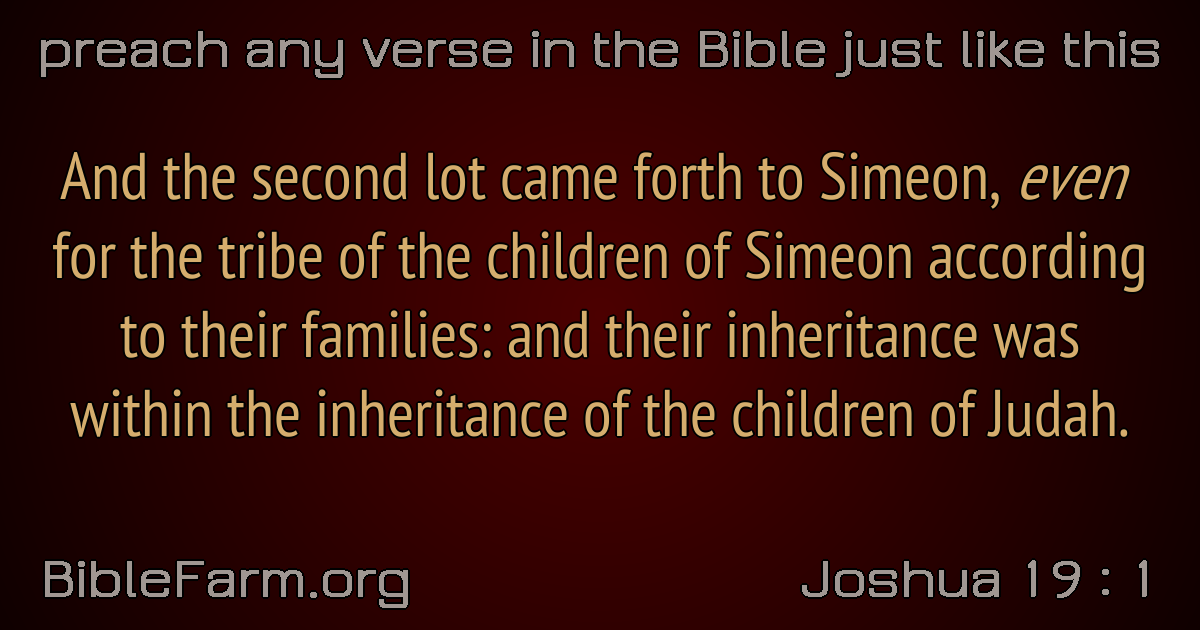 preach any verse in the Bible just like this
And the second lot came forth to Simeon, even
for the tribe of the children of Simeon according
to their families: and their inheritance was
within the inheritance of the children of Judah.
BibleFarm.org
Joshua 19 : 1